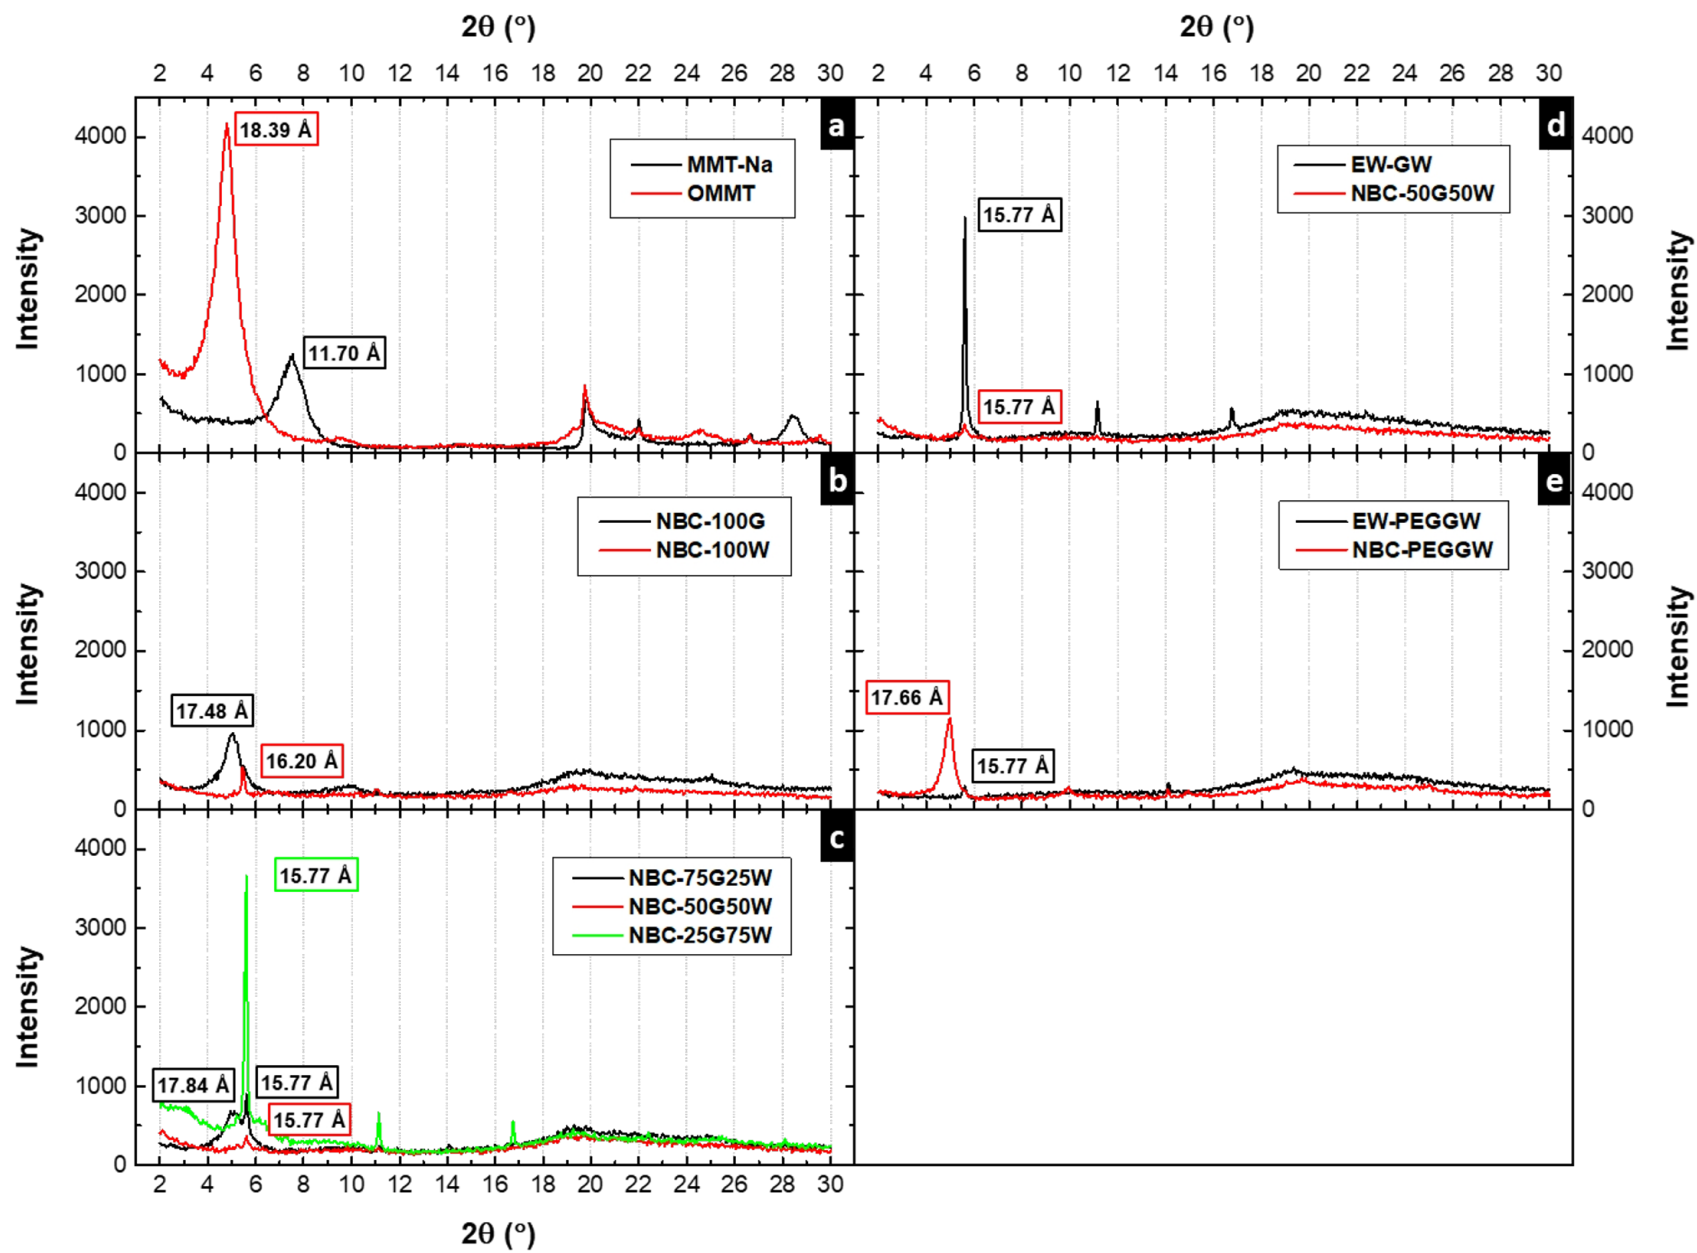 2θ (°)
2θ (°)
2 4 6 8 10 12 14 16 18 20 22 24 26 28 30
2 4 6 8 10 12 14 16 18 20 22 24 26 28 30
a
4000
3000
2000
1000
0
Intensity
18.39 Å
11.70 Å
MMT-Na
OMMT
d
4000
3000
2000
1000
0
Intensity
15.77 Å
15.77 Å
EW-GW
NBC-50G50W
b
4000
3000
2000
1000
0
Intensity
17.48 Å
16.20 Å
NBC-100G
NBC-100W
e
4000
3000
2000
1000
0
Intensity
17.66 Å
15.77 Å
EW-PEGGW
NBC-PEGGW
c
4000
3000
2000
1000
0
Intensity
15.77 Å
17.84 Å
15.77 Å
15.77 Å
NBC-75G25W
NBC-50G50W
NBC-25G75W
2 4 6 8 10 12 14 16 18 20 22 24 26 28 30
2θ (°)